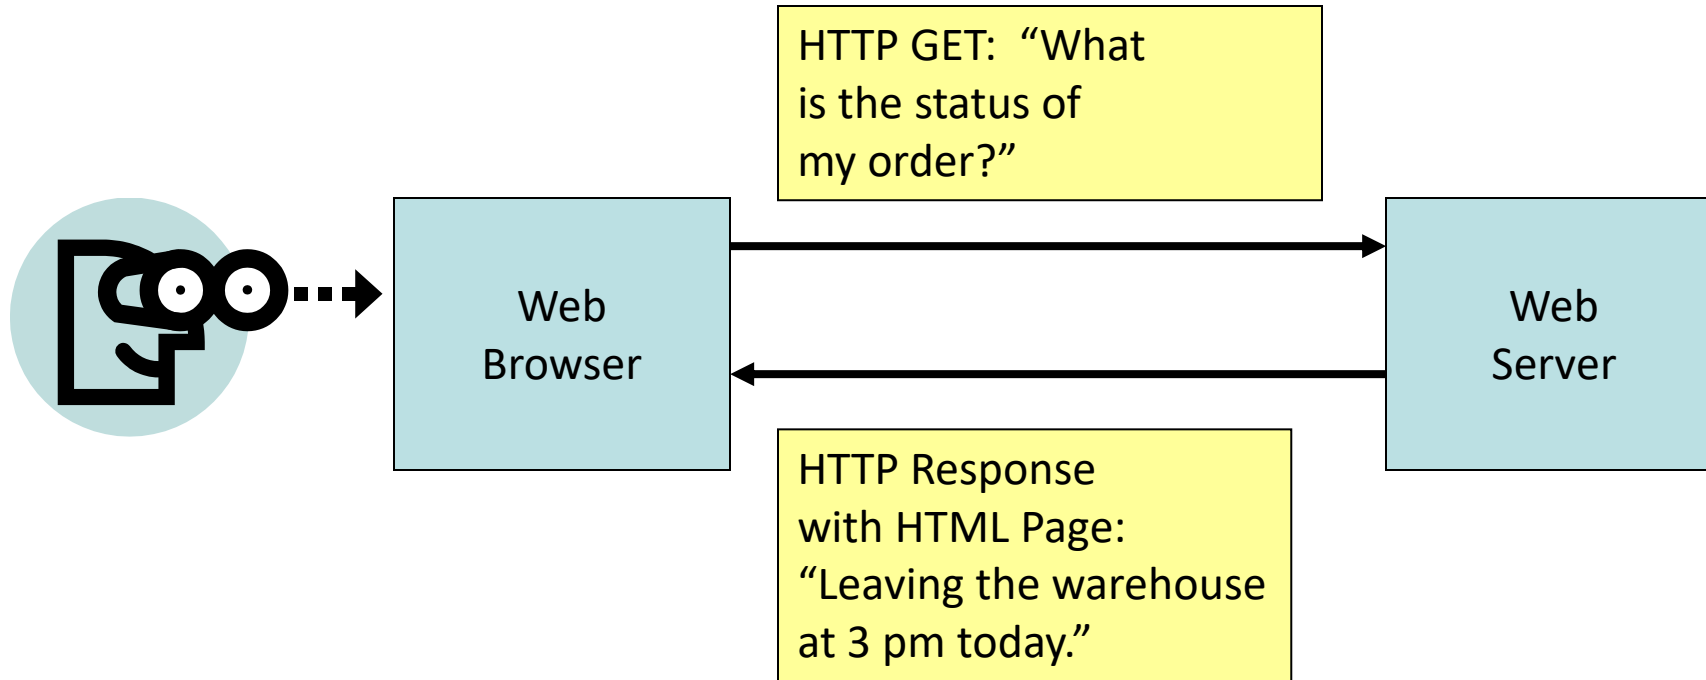 HTTP GET:  “What
is the status of
my order?”
Web
Browser
Web
Server
HTTP Response
with HTML Page:
“Leaving the warehouse
at 3 pm today.”